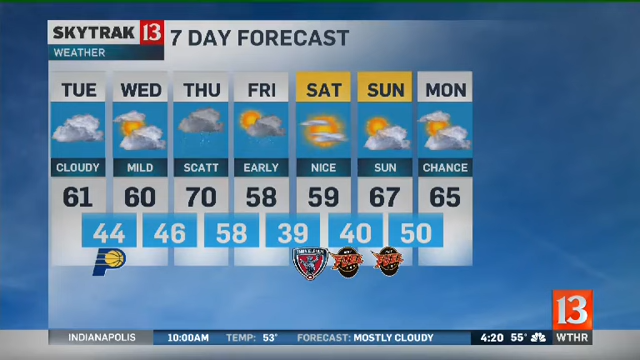 SKYTRAK 13
WEATHER
7 DAY FORECAST
TUE WED THU FRI SAT SUN MON
CLOUDY MILD SCATT EARLY NICE SUN CHANCE
61 60 70 58 59 67 65
44 46 58 39 40 50
13
INDIANAPOLIS 10:00AM TEMP: 53° FORECAST: MOSTLY CLOUDY 4:20 55° WTHR